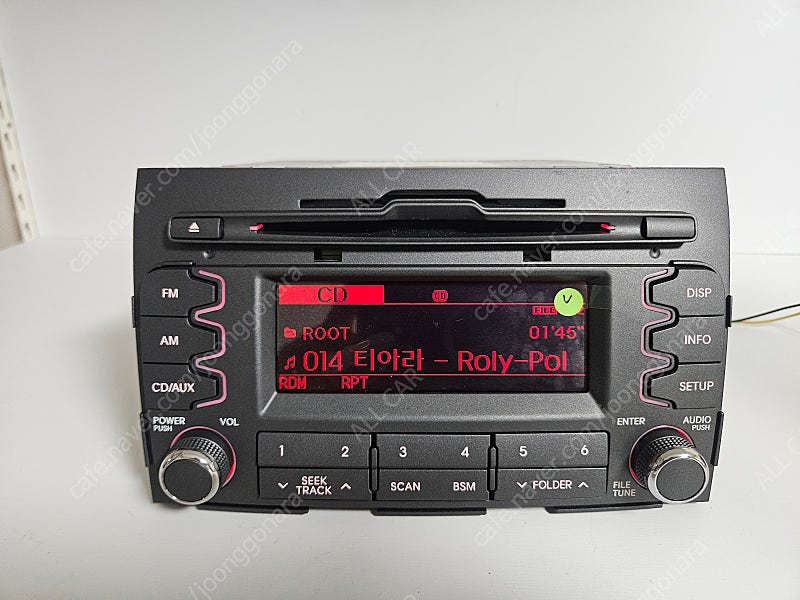 FM
AM
CD/AUX
POWER
PUSH
VOL
CD
CD
FILE
V
ROOT
01'45"
014 티아라 - Roly-Pol
RDM RPT
DISP
INFO
SETUP
ENTER
AUDIO
PUSH
1 2 3 4 5 6
SEEK
TRACK
SCAN
BSM
FOLDER
FILE
TUNE
cafe.naver.com/joonggonara
ALL CAR